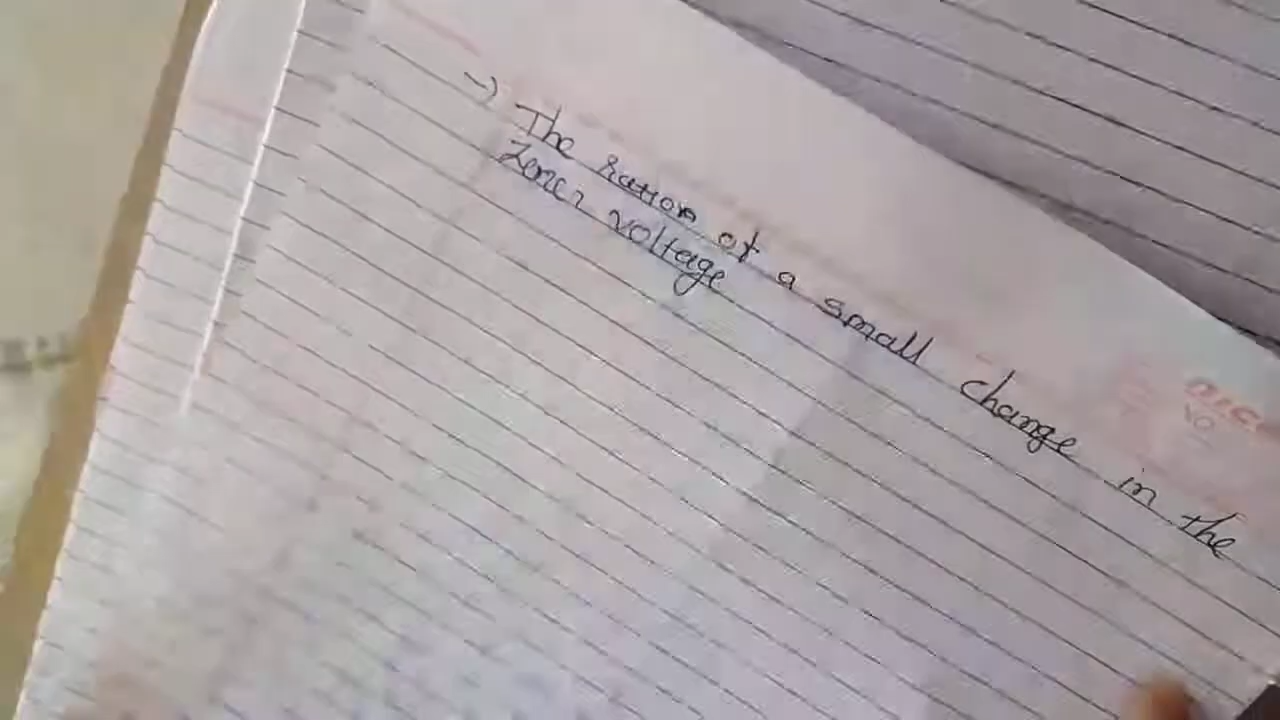 →) The ration of a small change in the
Zener voltage